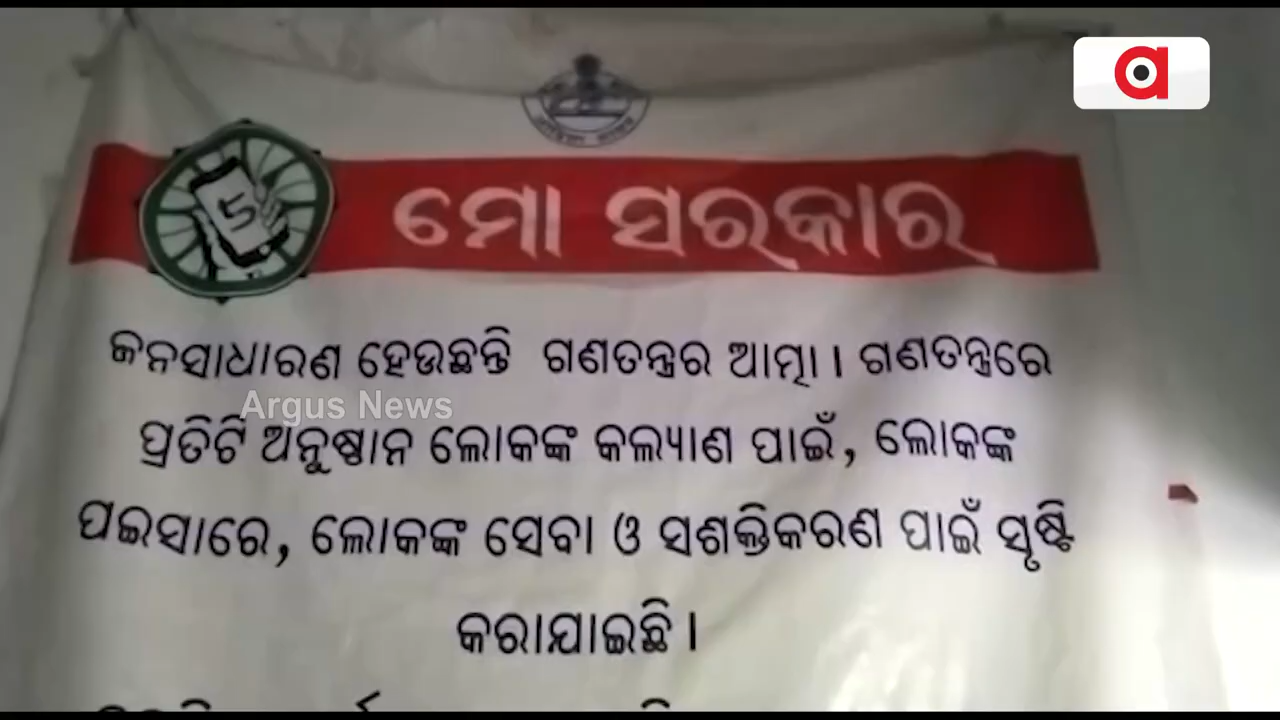 ମୋ ସରକାର
ଜନସାଧାରଣ ହେଉଛନ୍ତି ଗଣତନ୍ତ୍ରର ଆତ୍ମା । ଗଣତନ୍ତ୍ରରେ
Argus News
ପ୍ରତିଟି ଅନୁଷ୍ଠାନ ଲୋକଙ୍କ କଲ୍ୟାଣ ପାଇଁ, ଲୋକଙ୍କ
ପଇସାରେ, ଲୋକଙ୍କ ସେବା ଓ ସଶକ୍ତିକରଣ ପାଇଁ ସୃଷ୍ଟି
କରାଯାଇଛି ।